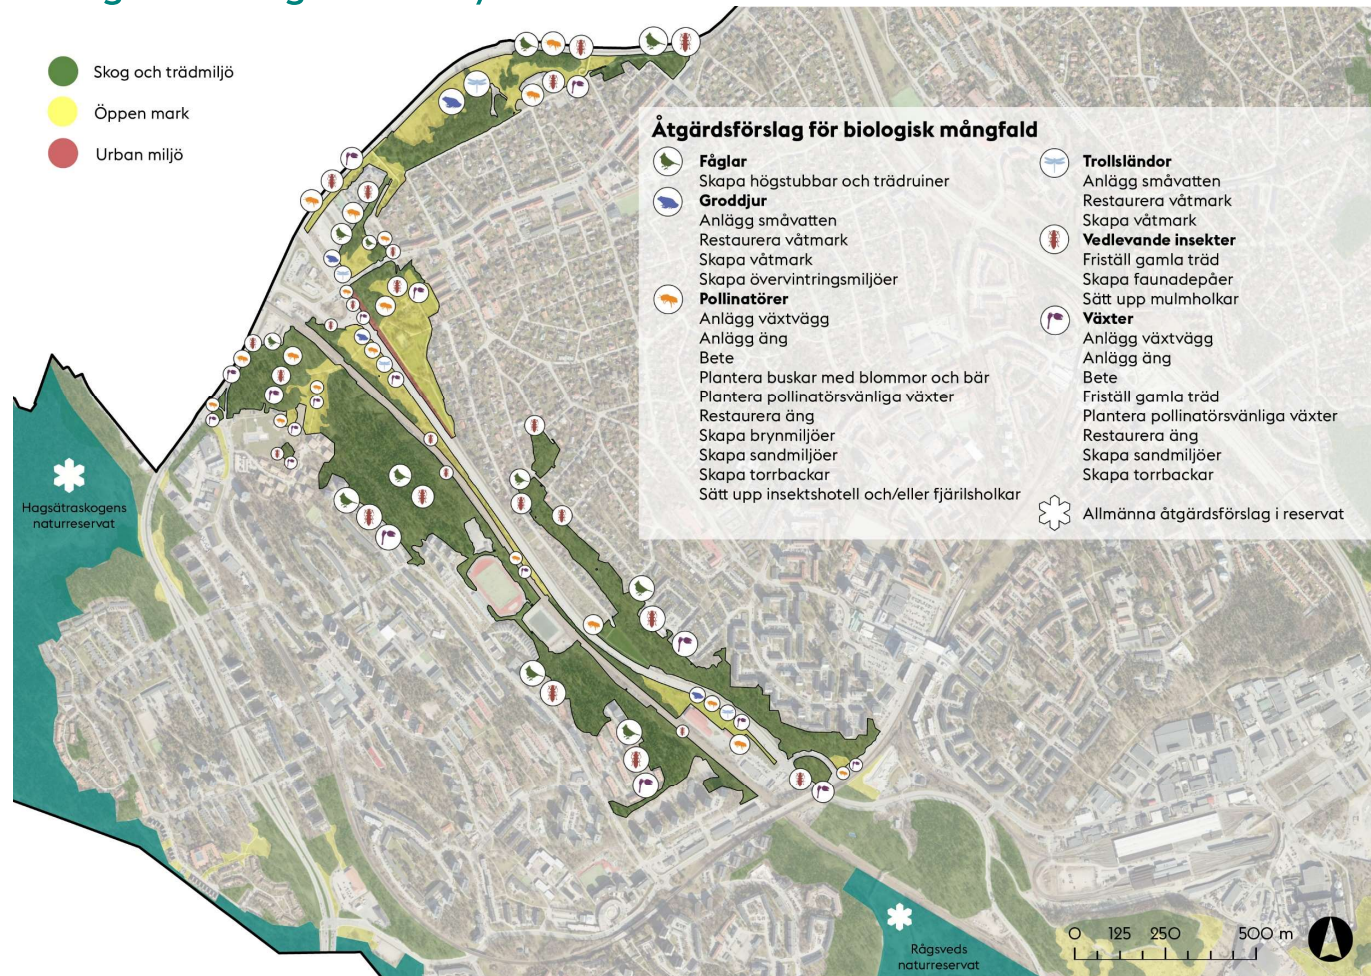 Skog och trädmiljö
Öppen mark
Urban miljö
Åtgärdsförslag för biologisk mångfald
Fåglar
Skapa högstubbar och trädruiner
Groddjur
Anlägg småvatten
Restaurera våtmark
Skapa våtmark
Skapa övervintringsmiljöer
Pollinatörer
Anlägg växtvägg
Anlägg äng
Bete
Plantera buskar med blommor och bär
Plantera pollinatörsvänliga växter
Restaurera äng
Skapa brynmiljöer
Skapa sandmiljöer
Skapa torrbackar
Sätt upp insektshotell och/eller fjärilsholkar
Trollsländor
Anlägg småvatten
Restaurera våtmark
Skapa våtmark
Vedlevande insekter
Friställ gamla träd
Skapa faunadepåer
Sätt upp mulmholkar
Växter
Anlägg växtvägg
Anlägg äng
Bete
Friställ gamla träd
Plantera pollinatörsvänliga växter
Restaurera äng
Skapa sandmiljöer
Skapa torrbackar
Allmänna åtgärdsförslag i reservat
Hagsätraskogens
naturreservat
Rågsveds
naturreservat
0 125 250 500 m